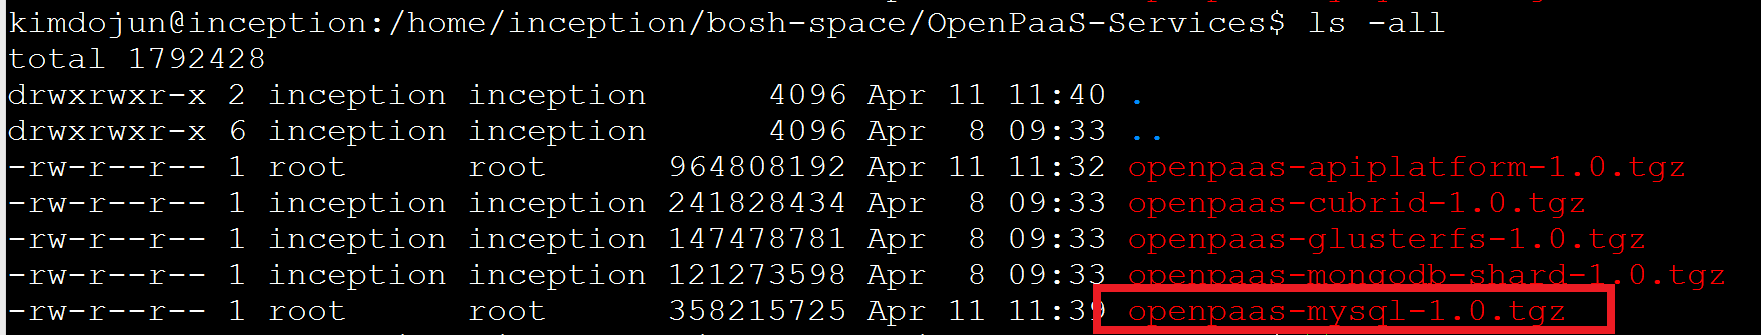 kimdojun@inception:/home/inception/bosh-space/OpenPaaS-Services$ ls -all
total 1792428
drwxrwxr-x 2 inception inception      4096 Apr 11 11:40 .
drwxrwxr-x 6 inception inception      4096 Apr  8 09:33 ..
-rw-r--r-- 1 root      root      964808192 Apr 11 11:32 openpaas-apiplatform-1.0.tgz
-rw-r--r-- 1 inception inception 241828434 Apr  8 09:33 openpaas-cubrid-1.0.tgz
-rw-r--r-- 1 inception inception 147478781 Apr  8 09:33 openpaas-glusterfs-1.0.tgz
-rw-r--r-- 1 inception inception 121273598 Apr  8 09:33 openpaas-mongodb-shard-1.0.tgz
-rw-r--r-- 1 root      root      358215725 Apr 11 11:39 openpaas-mysql-1.0.tgz